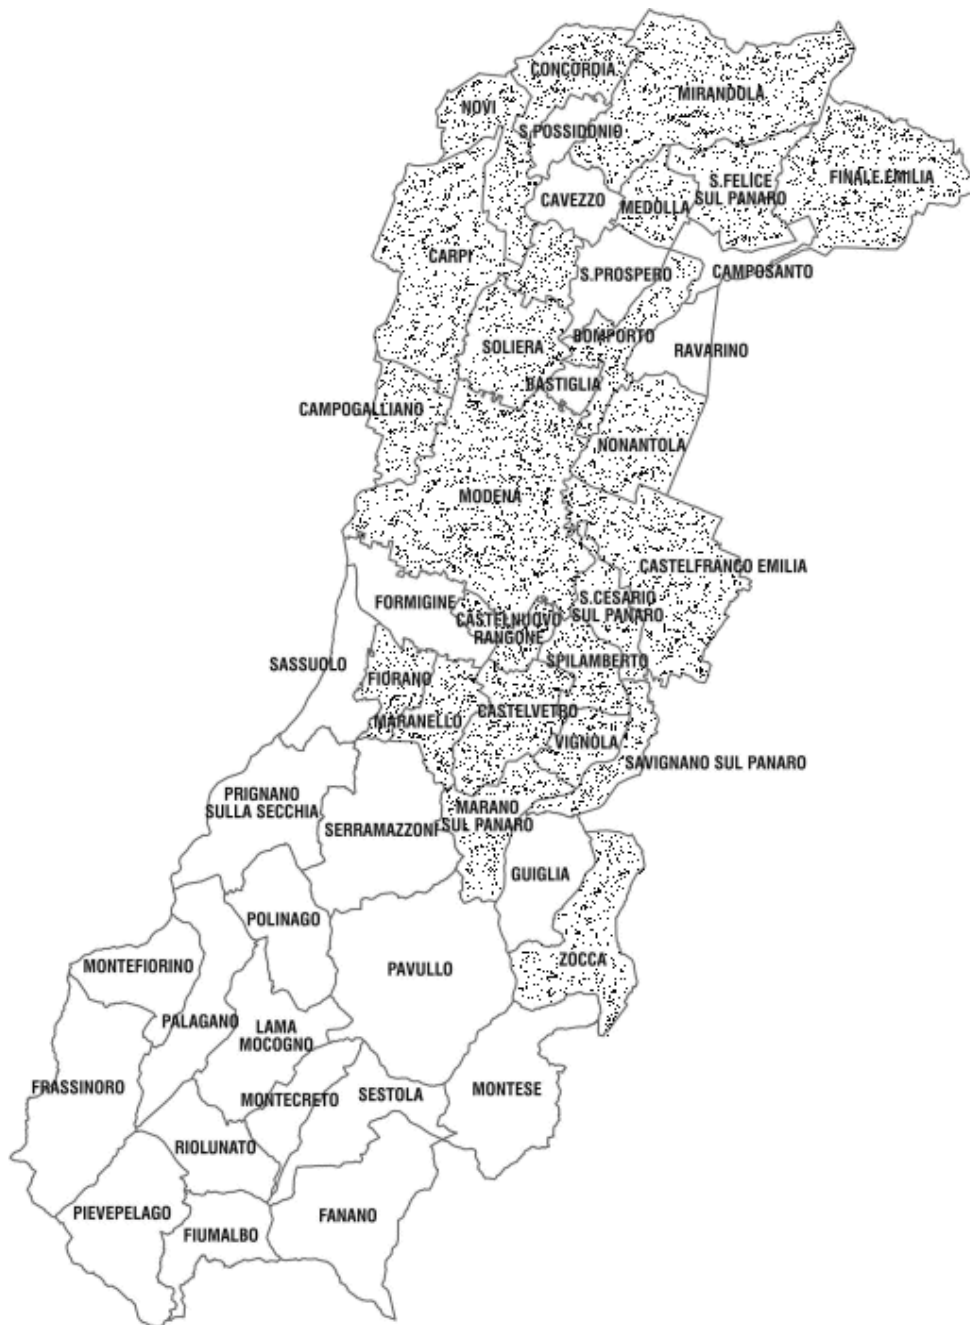 CONCORDIA
MIRANDOLA
NOVI
S.POSSIDONIO
FINALE EMILIA
S.FELICE
SUL PANARO
CAVEZZO
MEDOLLA
CARPI
S.PROSPERO
CAMPOSANTO
BOMPORTO
SOLIERA
RAVARINO
BASTIGLIA
CAMPOGALLIANO
NONANTOLA
MODENA
CASTELFRANCO EMILIA
FORMIGINE
S.CESARIO
SUL PANARO
CASTELNUOVO
RANGONE
SASSUOLO
SPILAMBERTO
FIORANO
CASTELVETRO
MARANELLO
VIGNOLA
SAVIGNANO SUL PANARO
PRIGNANO
SULLA SECCHIA
MARANO
SUL PANARO
SERRAMAZZONI
GUIGLIA
POLINAGO
ZOCCA
MONTEFIORINO
PAVULLO
PALAGANO
LAMA
MOCOGNO
FRASSINORO
MONTECRETO
SESTOLA
MONTESE
RIOLUNATO
PIEVEPELAGO
FANANO
FIUMALBO